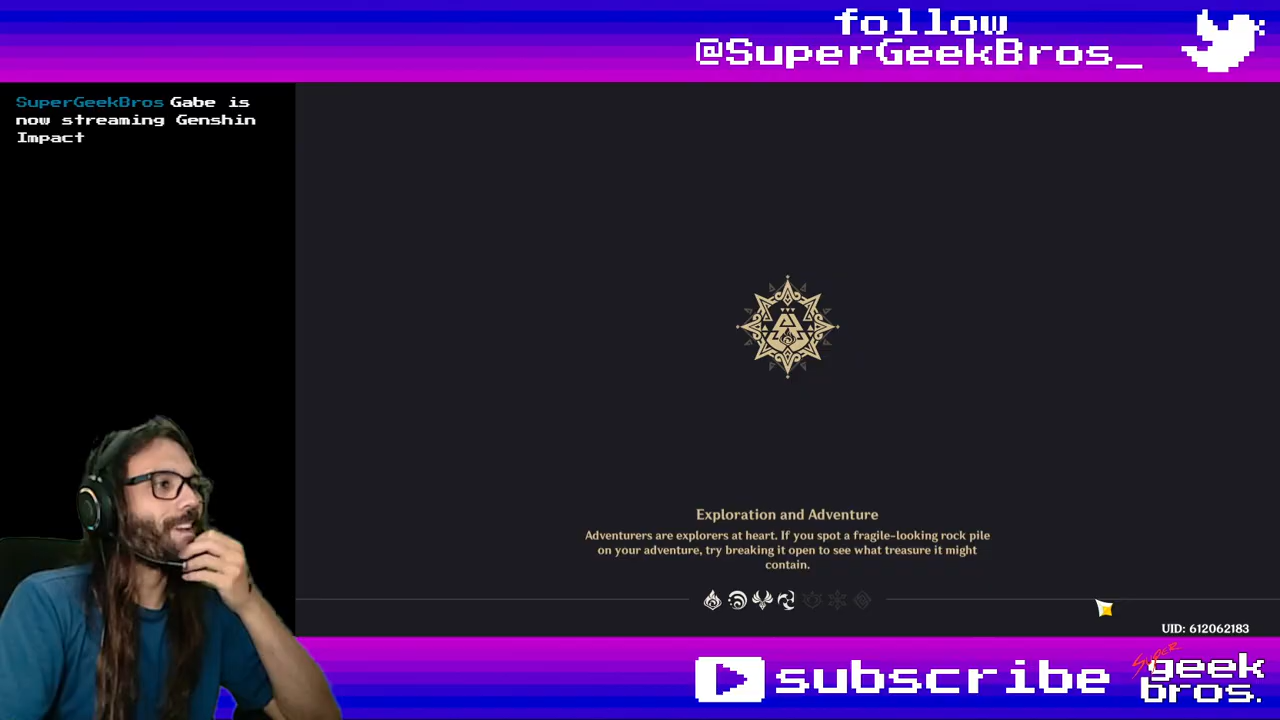 follow
@SuperGeekBros_
SuperGeekBros Gabe is
now streaming Genshin
Impact
Exploration and Adventure
Adventurers are explorers at heart. If you spot a fragile-looking rock pile
on your adventure, try breaking it open to see what treasure it might
contain.
UID: 612062183
subscribe
SUPER
geek
bros.